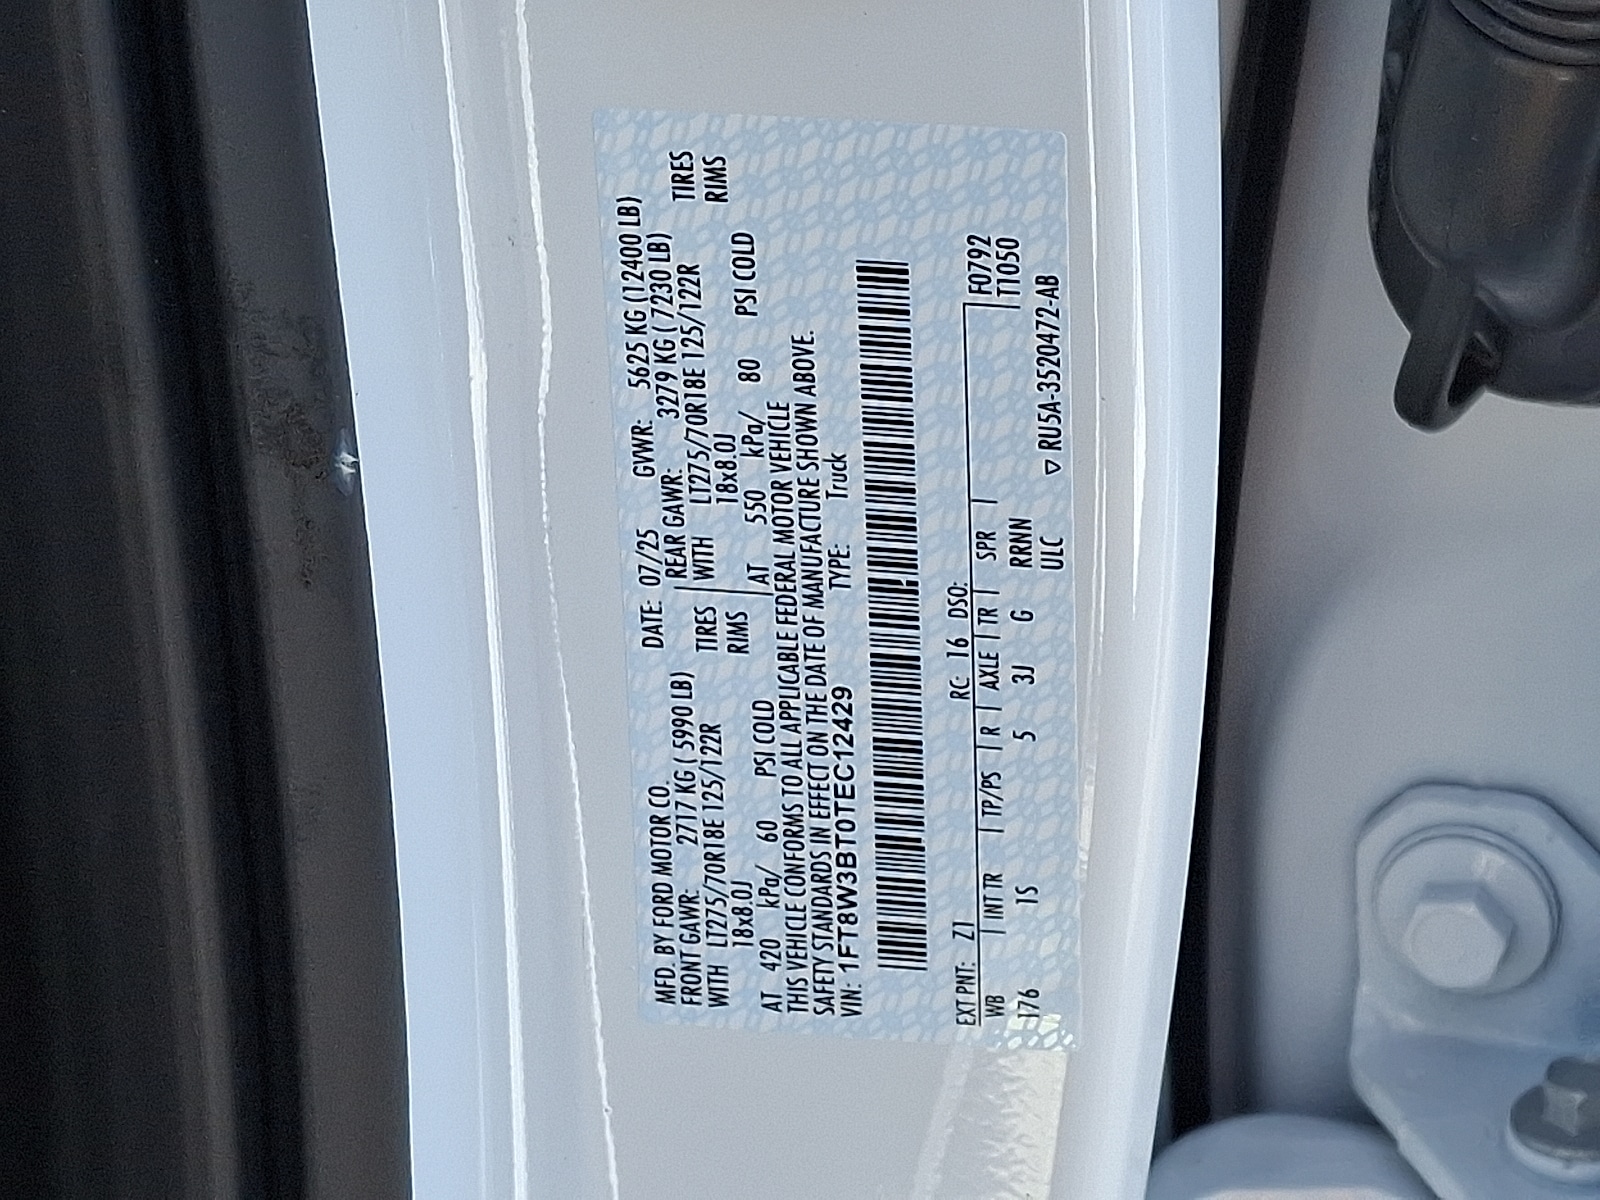 MFD. BY FORD MOTOR CO. DATE: 07/25 GVWR: 5625 KG (12400 LB)
FRONT GAWR: 2717 KG ( 5990 LB) REAR GAWR: 3279 KG ( 7230 LB)
WITH LT275/70R18E 125/122R TIRES WITH LT275/70R18E 125/122R TIRES
18x8.0J RIMS 18x8.0J RIMS
AT 420 kPa/ 60 PSI COLD AT 550 kPa/ 80 PSI COLD
THIS VEHICLE CONFORMS TO ALL APPLICABLE FEDERAL MOTOR VEHICLE
SAFETY STANDARDS IN EFFECT ON THE DATE OF MANUFACTURE SHOWN ABOVE.
VIN: 1FT8W3BT0TEC12429 TYPE: Truck
EXT PNT: Z1 RC: 16 DSO: F0792
WB INT TR TP/PS R AXLE TR SPR T1050
176 1S 5 3J G RRNN
ULC ▽ RU5A-3520472-AB